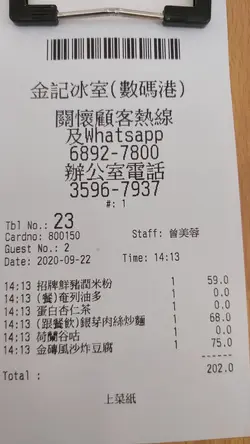 金記冰室(數碼港)
關懷顧客熱線
及Whatsapp
6892-7800
辦公室電話
3596-7937
#: 1
Tbl No.: 23
Cardno: 800150 Staff: 曾美蓉
Guest No.: 2
Date: 2020-09-22 Time: 14:13
14:13 招牌鮮豬潤米粉 1 59.0
14:13 (餐)奄列油多 1 0.0
14:13 蛋白杏仁茶 1 0.0
14:13 (跟餐飲)銀芽肉絲炒麵 1 68.0
14:13 荷蘭谷咕 1 0.0
14:13 金磚風沙炸豆腐 1 75.0
------
Total : 202.0
上菜紙